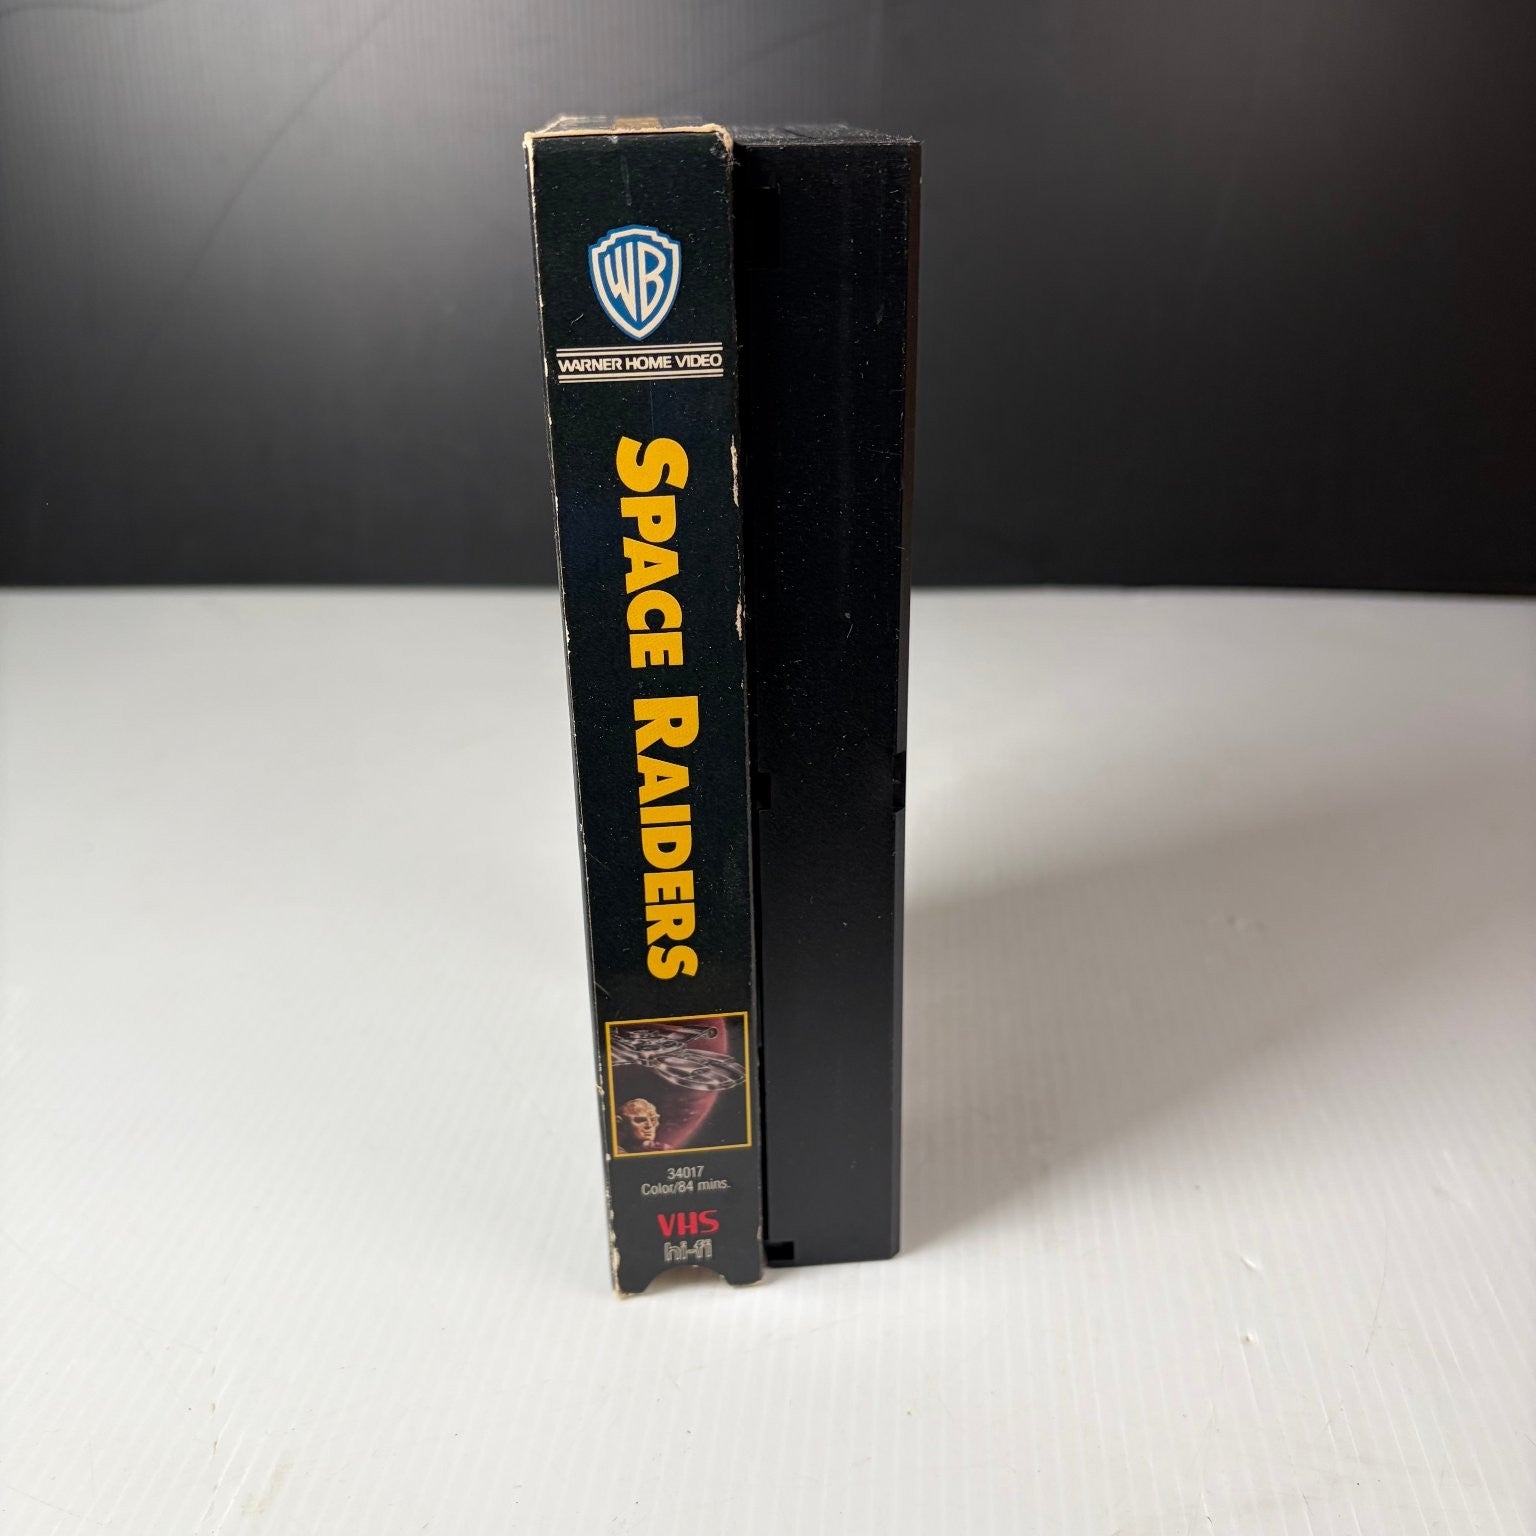 WB
WARNER HOME VIDEO
SPACE RAIDERS
34017
Color/84 mins.
VHS
hi-fi